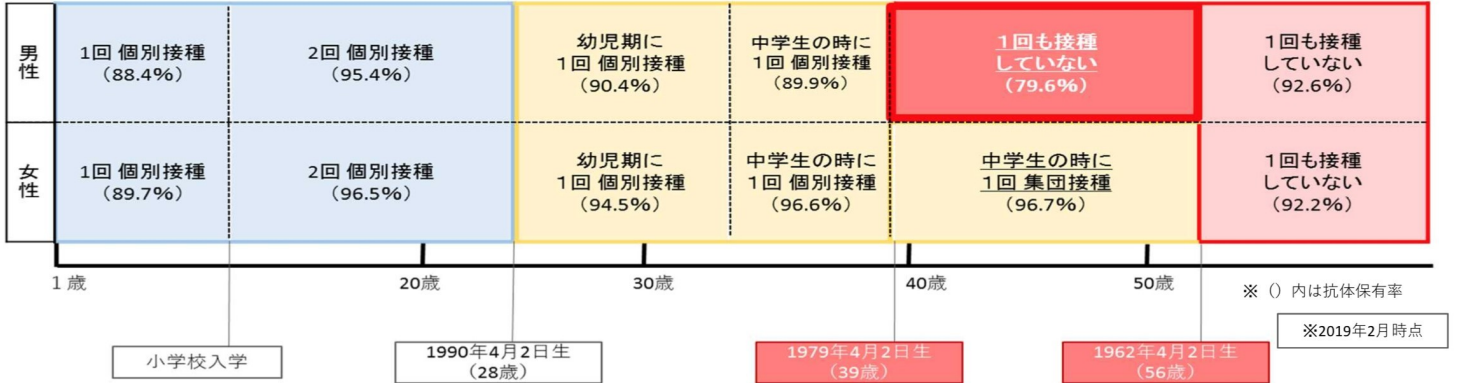 男性
1回 個別接種
（88.4%）
2回 個別接種
（95.4%）
幼児期に
1回 個別接種
（90.4%）
中学生の時に
1回 個別接種
（89.9%）
1回も接種
していない
（79.6%）
1回も接種
していない
（92.6%）
女性
1回 個別接種
（89.7%）
2回 個別接種
（96.5%）
幼児期に
1回 個別接種
（94.5%）
中学生の時に
1回 個別接種
（96.6%）
中学生の時に
1回 集団接種
（96.7%）
1回も接種
していない
（92.2%）
1歳
20歳
30歳
40歳
50歳
※（）内は抗体保有率
※2019年2月時点
小学校入学
1990年4月2日生
（28歳）
1979年4月2日生
（39歳）
1962年4月2日生
（56歳）